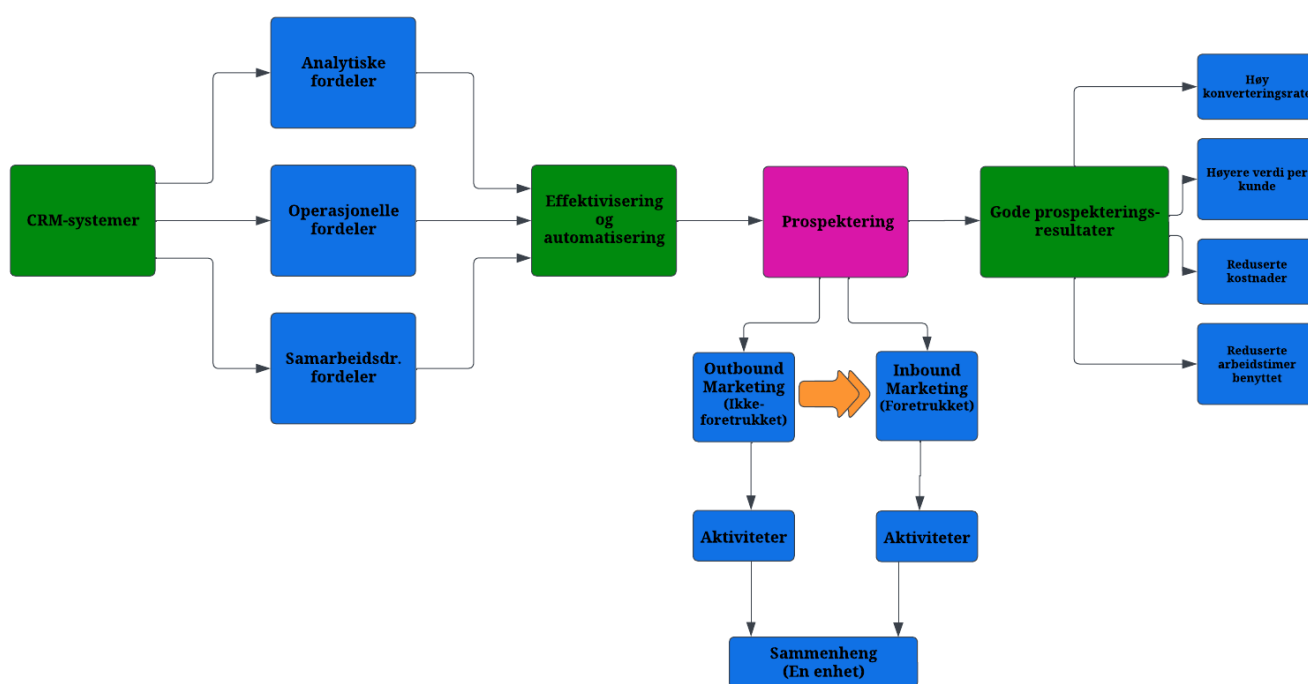 Analytiske
fordeler
CRM-systemer
Operasjonelle
fordeler
Samarbeidsdr.
fordeler
Effektivisering
og
automatisering
Prospektering
Outbound
Marketing
(Ikke-
foretrukket)
Inbound
Marketing
(Foretrukket)
Aktiviteter
Aktiviteter
Sammenheng
(En enhet)
Gode prospekterings-
resultater
Høy
konverteringsrate
Høyere verdi per
kunde
Reduserte
kostnader
Reduserte
arbeidstimer
benyttet